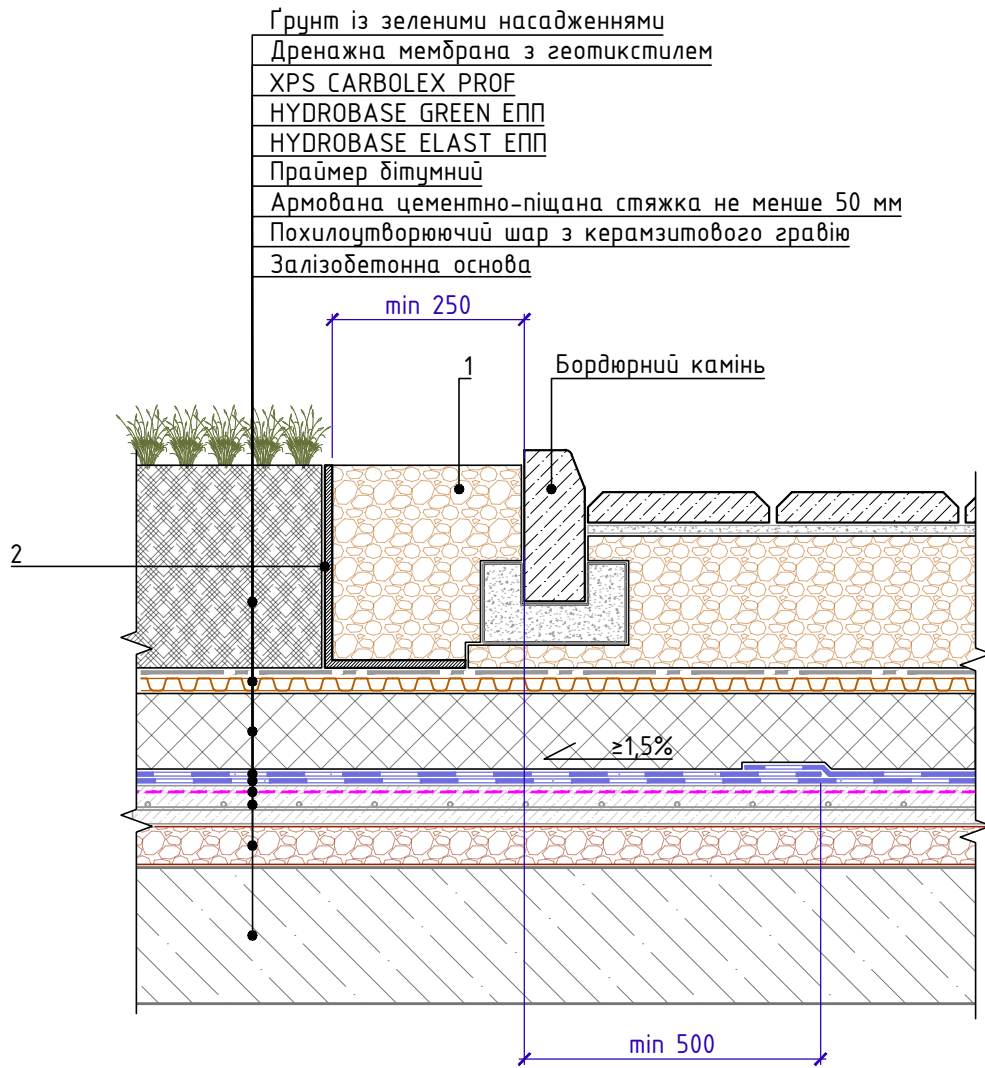 Ґрунт із зеленими насадженнями
Дренажна мембрана з геотикстилем
XPS CARBOLEX PROF
HYDROBASE GREEN ЕПП
HYDROBASE ELAST ЕПП
Праймер бітумний
Армована цементно-піщана стяжка не менше 50 мм
Похилоутворюючий шар з керамзитового гравію
Залізобетонна основа
min 250
1
Бордюрний камінь
2
≥1,5%
min 500